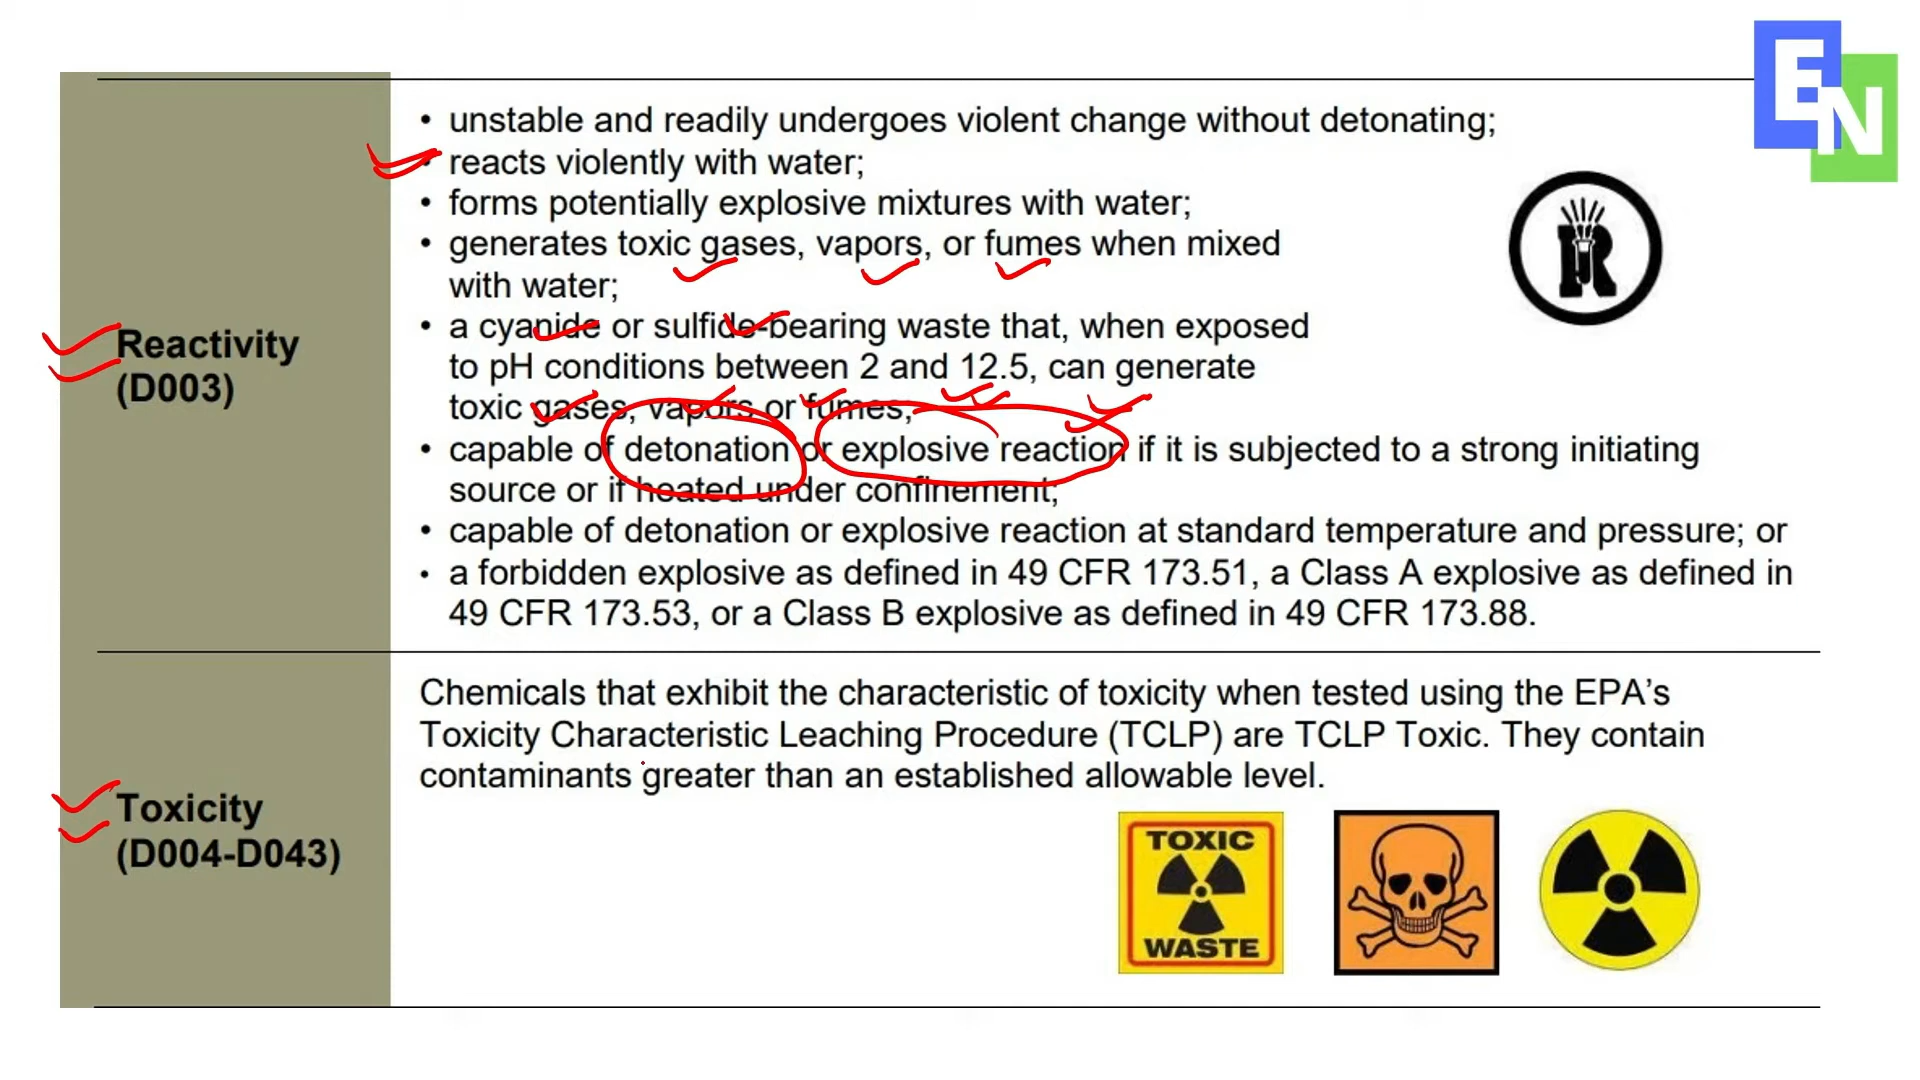 EN
• unstable and readily undergoes violent change without detonating;
• reacts violently with water;
• forms potentially explosive mixtures with water;
• generates toxic gases, vapors, or fumes when mixed
with water;
R
Reactivity
(D003)
• a cyanide or sulfide-bearing waste that, when exposed
to pH conditions between 2 and 12.5, can generate
toxic gases, vapors or fumes;
• capable of detonation or explosive reaction if it is subjected to a strong initiating
source or if heated under confinement;
• capable of detonation or explosive reaction at standard temperature and pressure; or
• a forbidden explosive as defined in 49 CFR 173.51, a Class A explosive as defined in
49 CFR 173.53, or a Class B explosive as defined in 49 CFR 173.88.
Toxicity
(D004-D043)
Chemicals that exhibit the characteristic of toxicity when tested using the EPA’s
Toxicity Characteristic Leaching Procedure (TCLP) are TCLP Toxic. They contain
contaminants greater than an established allowable level.
TOXIC
WASTE